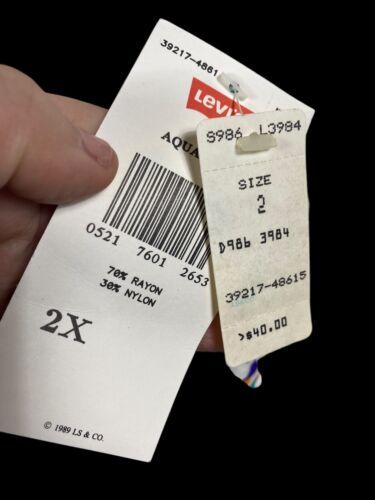 39217-4861
Levi
AQUA
0521 7601 2653
70% RAYON
30% NYLON
2X
© 1989 LS & CO.
S986 L3984
SIZE
2
D986 3984
39217-48615
>$40.00